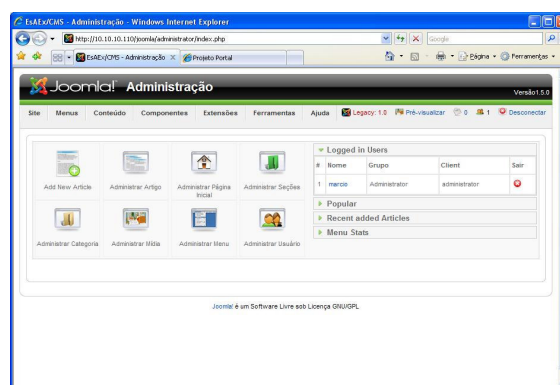 EsAEx/CMS - Administração - Windows Internet Explorer
http://10.10.10.110/joomla/administrator/index.php
Google
EsAEx/CMS - Administração
Projeto Portal
Página
Ferramentas
Joomla! Administração
Versão1.5.0
Site Menus Conteúdo Componentes Extensões Ferramentas Ajuda Legacy: 1.0 Pré-visualizar 0 1 Desconectar
Add New Article
Administrar Artigo
Administrar Página Inicial
Administrar Seções
Administrar Categoria
Administrar Mídia
Administrar Menu
Administrar Usuário
Logged in Users
# Nome Grupo Client Sair
1 marcio Administrator administrator
Popular
Recent added Articles
Menu Stats
Joomla! é um Software Livre sob Licença GNU/GPL.